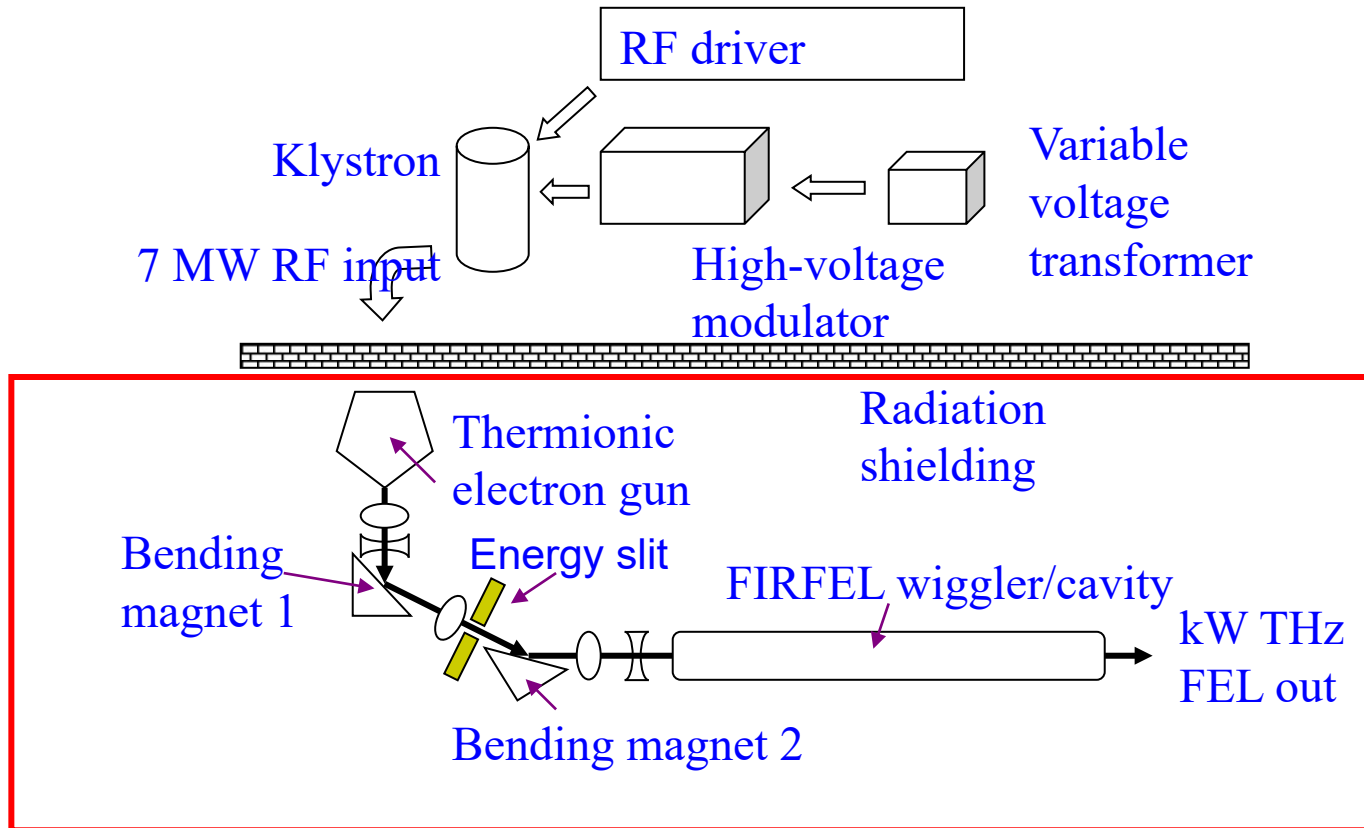 RF driver
Klystron
Variable
voltage
transformer
7 MW RF input
High-voltage
modulator
Radiation
shielding
Thermionic
electron gun
Bending
magnet 1
Energy slit
FIRFEL wiggler/cavity
kW THz
FEL out
Bending magnet 2